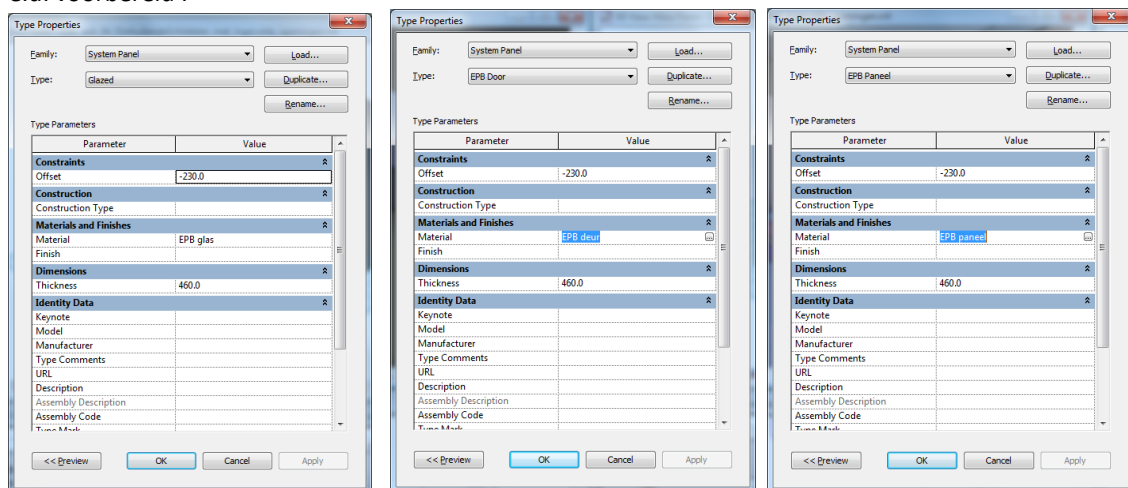 Type Properties
Family: System Panel Load...
Type: Glazed Duplicate...
Rename...
Type Parameters
Parameter Value
Constraints
Offset -230.0
Construction
Construction Type
Materials and Finishes
Material EPB glas
Finish
Dimensions
Thickness 460.0
Identity Data
Keynote
Model
Manufacturer
Type Comments
URL
Description
Assembly Description
Assembly Code
Type Mark
<< Preview OK Cancel Apply
Type Properties
Family: System Panel Load...
Type: EPB Door Duplicate...
Rename...
Type Parameters
Parameter Value
Constraints
Offset -230.0
Construction
Construction Type
Materials and Finishes
Material EPB deur
Finish
Dimensions
Thickness 460.0
Identity Data
Keynote
Model
Manufacturer
Type Comments
URL
Description
Assembly Description
Assembly Code
Type Mark
<< Preview OK Cancel Apply
Type Properties
Family: System Panel Load...
Type: EPB Paneel Duplicate...
Rename...
Type Parameters
Parameter Value
Constraints
Offset -230.0
Construction
Construction Type
Materials and Finishes
Material EPB paneel
Finish
Dimensions
Thickness 460.0
Identity Data
Keynote
Model
Manufacturer
Type Comments
URL
Description
Assembly Description
Assembly Code
Type Mark
<< Preview OK Cancel Apply